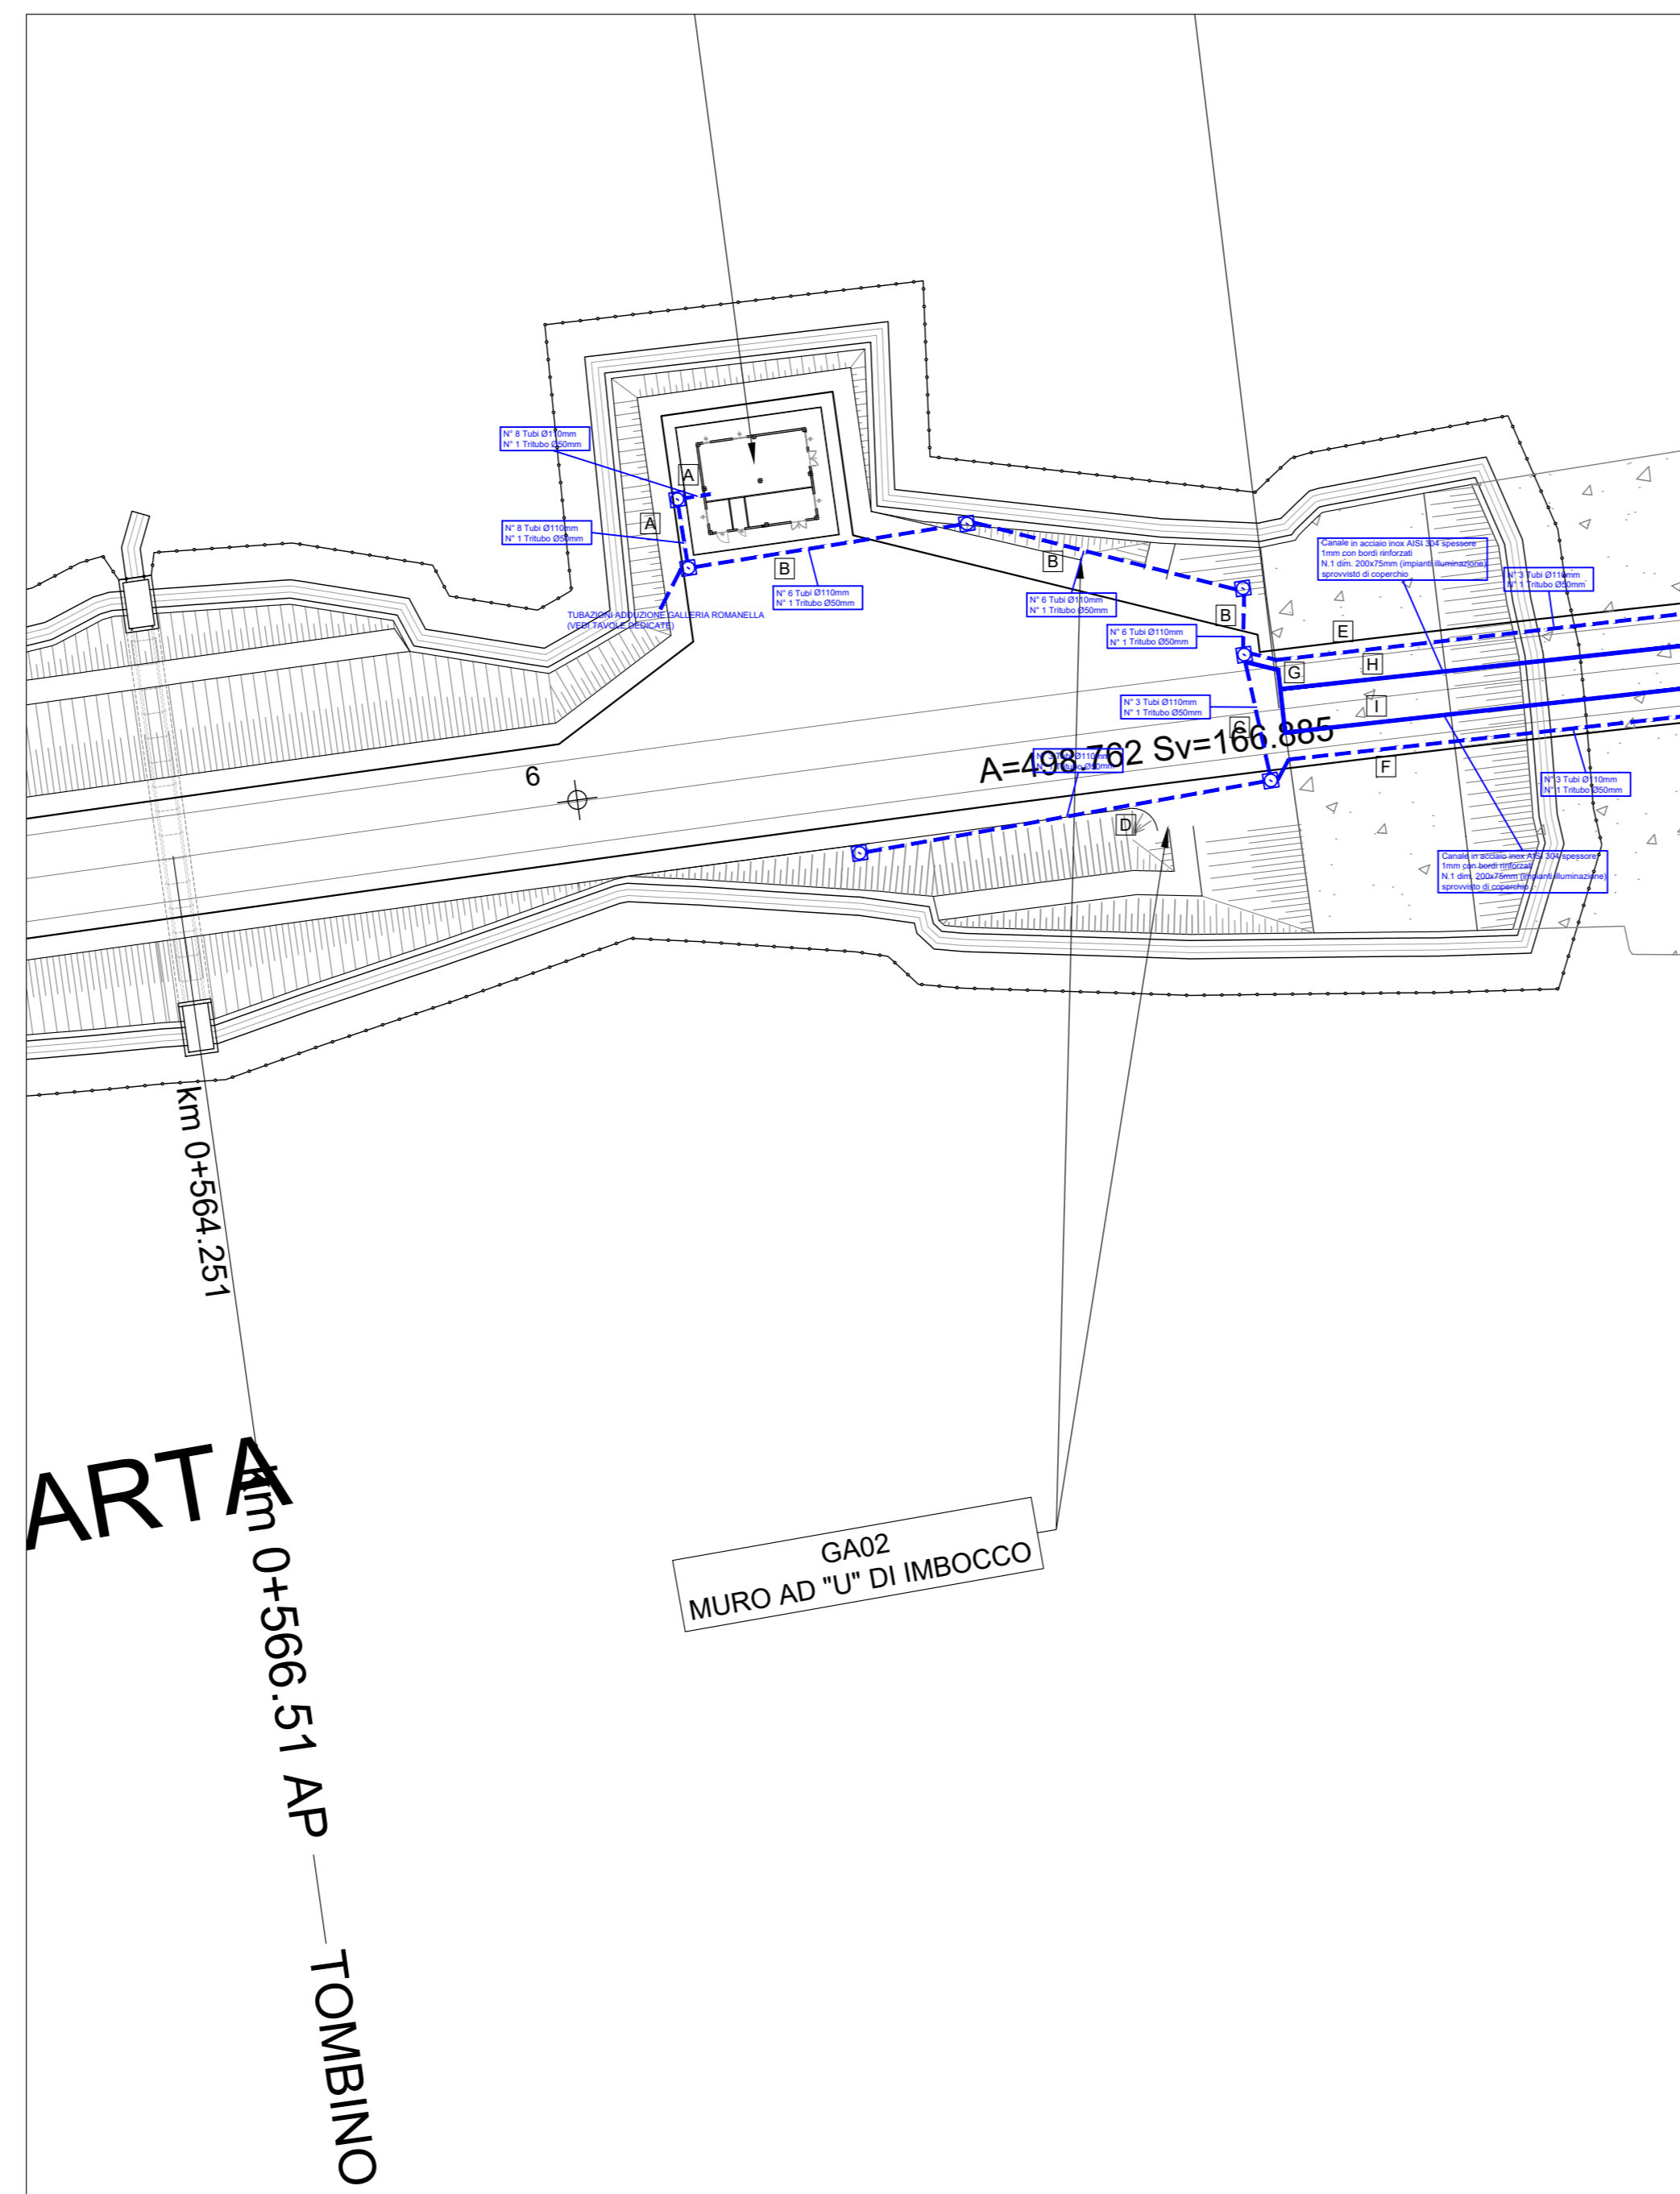 N° 8 Tubi Ø110mm
N° 1 Tritubo Ø50mm
A
A
N° 8 Tubi Ø110mm
N° 1 Tritubo Ø50mm
B
N° 6 Tubi Ø110mm
N° 1 Tritubo Ø50mm
TUBAZIONI ADDUZIONE GALLERIA ROMANELLA
(VEDI TAVOLE DEDICATE)
B
N° 6 Tubi Ø110mm
N° 1 Tritubo Ø50mm
B
N° 6 Tubi Ø110mm
N° 1 Tritubo Ø50mm
Canale in acciaio inox AISI 304 spessore
1mm con bordi rinforzati
N.1 dim. 200x75mm (impianti illuminazione)
sprovvisto di coperchio
N° 3 Tubi Ø110mm
N° 1 Tritubo Ø50mm
E
H
G
I
N° 3 Tubi Ø110mm
N° 1 Tritubo Ø50mm
C
A=498.762 Sv=166.885
F
6
N° 3 Tubi Ø110mm
N° 1 Tritubo Ø50mm
D
Canale in acciaio inox AISI 304 spessore
1mm con bordi rinforzati
N.1 dim. 200x75mm (impianti illuminazione)
sprovvisto di coperchio
km 0+564.251
ARTA
km 0+566.51 AP
TOMBINO
GA02
MURO AD "U" DI IMBOCCO